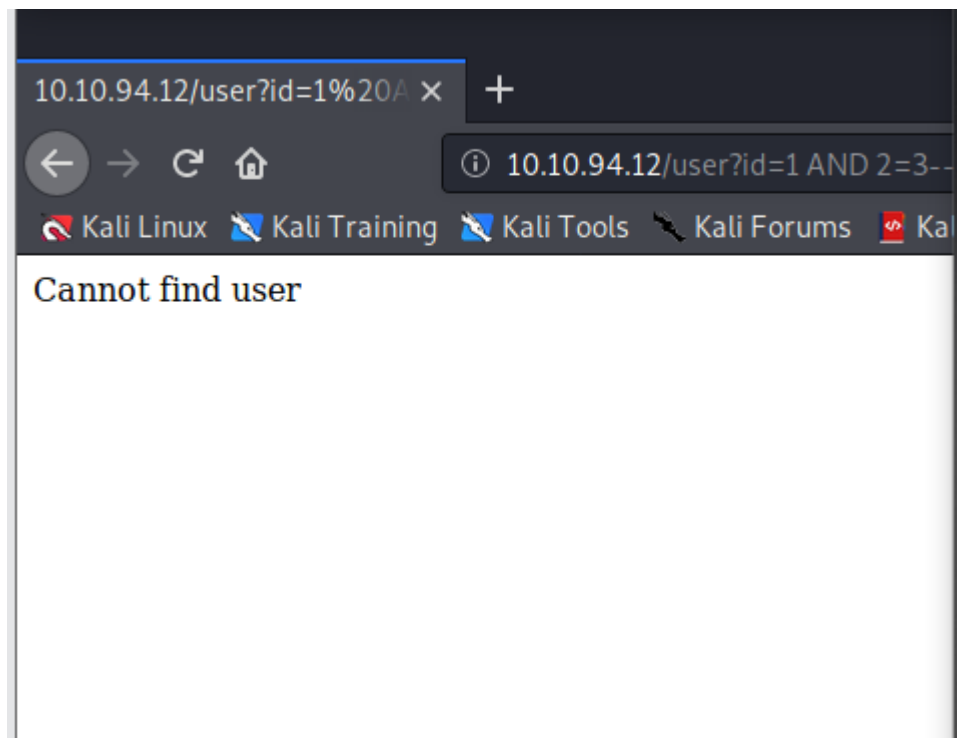 10.10.94.12/user?id=1%20A
10.10.94.12/user?id=1 AND 2=3--
Kali Linux Kali Training Kali Tools Kali Forums
Cannot find user